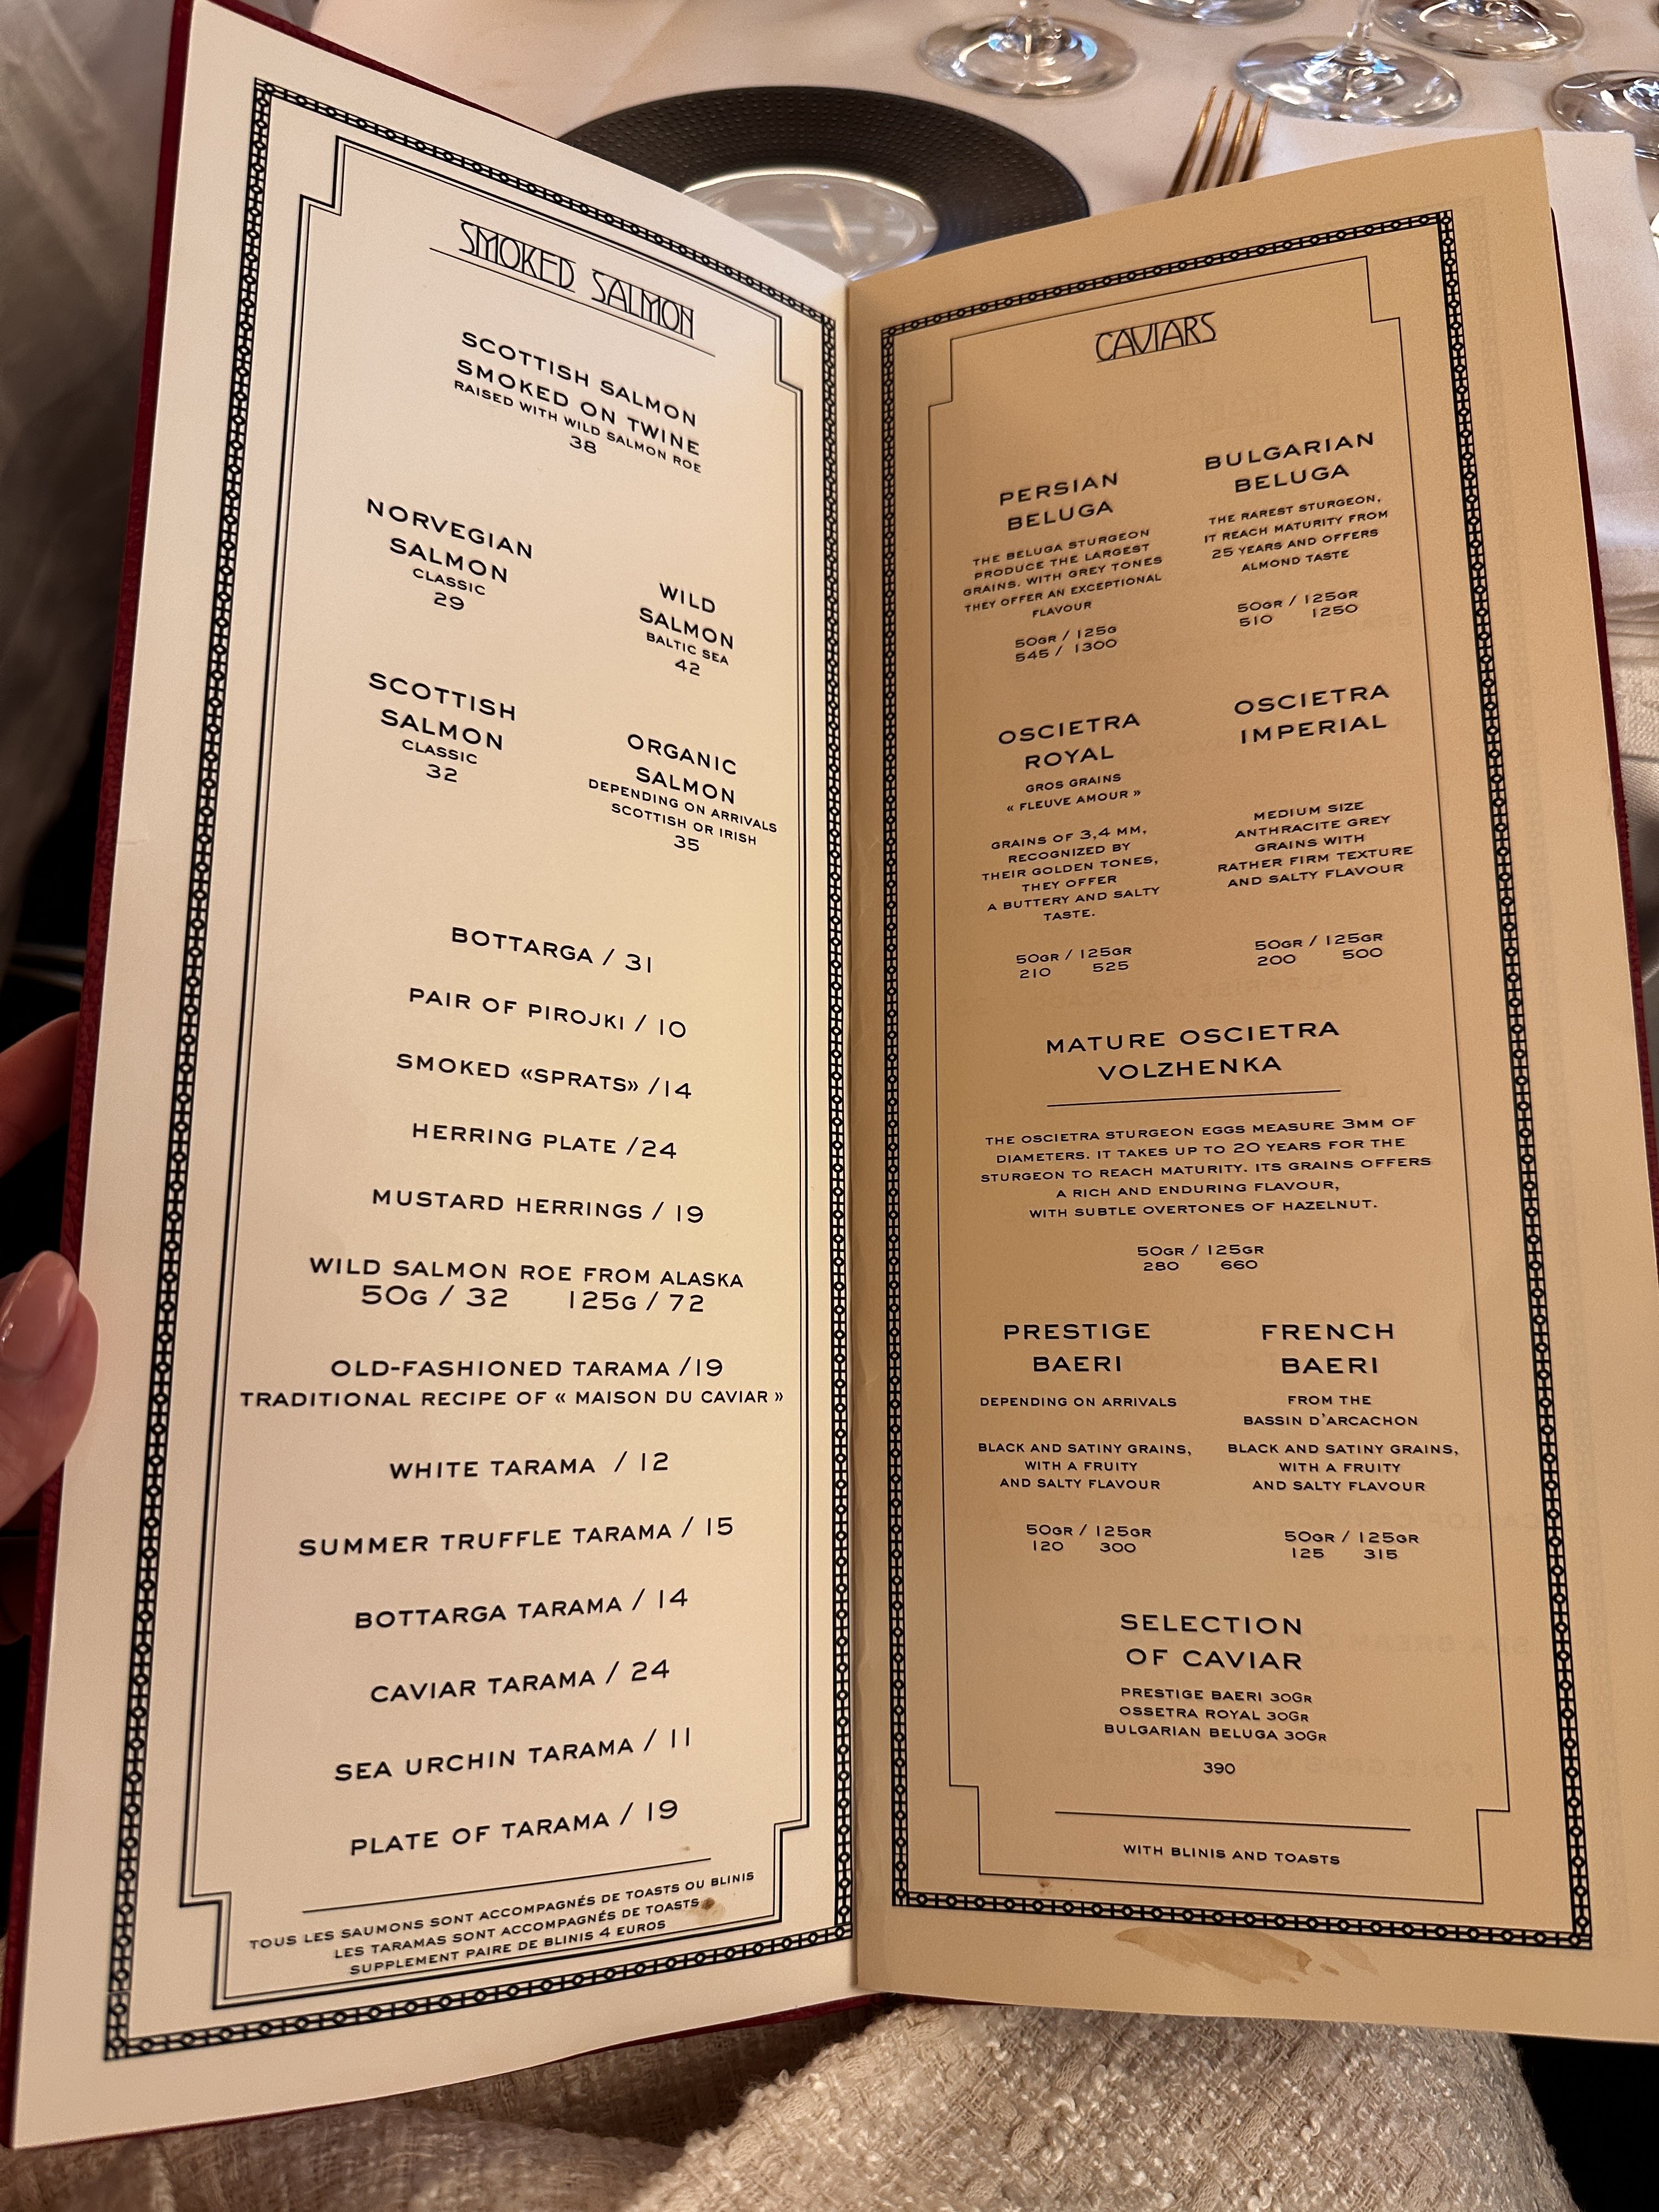 SMOKED SALMON
SCOTTISH SALMON
SMOKED ON TWINE
RAISED WITH WILD SALMON ROE
38
NORVEGIAN
SALMON
CLASSIC
29
WILD
SALMON
BALTIC SEA
42
SCOTTISH
SALMON
CLASSIC
32
ORGANIC
SALMON
DEPENDING ON ARRIVALS
SCOTTISH OR IRISH
35
BOTTARGA / 31
PAIR OF PIROJKI / 10
SMOKED «SPRATS» /14
HERRING PLATE /24
MUSTARD HERRINGS / 19
WILD SALMON ROE FROM ALASKA
50G / 32 125G / 72
OLD-FASHIONED TARAMA /19
TRADITIONAL RECIPE OF « MAISON DU CAVIAR »
WHITE TARAMA / 12
SUMMER TRUFFLE TARAMA / 15
BOTTARGA TARAMA / 14
CAVIAR TARAMA / 24
SEA URCHIN TARAMA / 11
PLATE OF TARAMA / 19
TOUS LES SAUMONS SONT ACCOMPAGNÉS DE TOASTS OU BLINIS
LES TARAMAS SONT ACCOMPAGNÉS DE TOASTS
SUPPLEMENT PAIRE DE BLINIS 4 EUROS
CAVIARS
PERSIAN
BELUGA
THE BELUGA STURGEON
PRODUCE THE LARGEST
GRAINS. WITH GREY TONES
THEY OFFER AN EXCEPTIONAL
FLAVOUR
50GR / 125G
545 / 1300
BULGARIAN
BELUGA
THE RAREST STURGEON,
IT REACH MATURITY FROM
25 YEARS AND OFFERS
ALMOND TASTE
50GR / 125GR
510 1250
OSCIETRA
ROYAL
GROS GRAINS
« FLEUVE AMOUR »
GRAINS OF 3,4 MM,
RECOGNIZED BY
THEIR GOLDEN TONES,
THEY OFFER
A BUTTERY AND SALTY
TASTE.
50GR / 125GR
210 525
OSCIETRA
IMPERIAL
MEDIUM SIZE
ANTHRACITE GREY
GRAINS WITH
RATHER FIRM TEXTURE
AND SALTY FLAVOUR
50GR / 125GR
200 500
MATURE OSCIETRA
VOLZHENKA
THE OSCIETRA STURGEON EGGS MEASURE 3MM OF
DIAMETERS. IT TAKES UP TO 20 YEARS FOR THE
STURGEON TO REACH MATURITY. ITS GRAINS OFFERS
A RICH AND ENDURING FLAVOUR,
WITH SUBTLE OVERTONES OF HAZELNUT.
50GR / 125GR
280 660
PRESTIGE
BAERI
DEPENDING ON ARRIVALS
BLACK AND SATINY GRAINS,
WITH A FRUITY
AND SALTY FLAVOUR
50GR / 125GR
120 300
FRENCH
BAERI
FROM THE
BASSIN D'ARCACHON
BLACK AND SATINY GRAINS,
WITH A FRUITY
AND SALTY FLAVOUR
50GR / 125GR
125 315
SELECTION
OF CAVIAR
PRESTIGE BAERI 30GR
OSSETRA ROYAL 30GR
BULGARIAN BELUGA 30GR
390
WITH BLINIS AND TOASTS